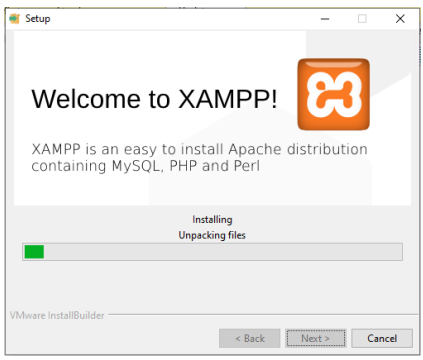 Setup
Welcome to XAMPP!
XAMPP is an easy to install Apache distribution
containing MySQL, PHP and Perl
Installing
Unpacking files
VMware InstallBuilder
< Back
Next >
Cancel